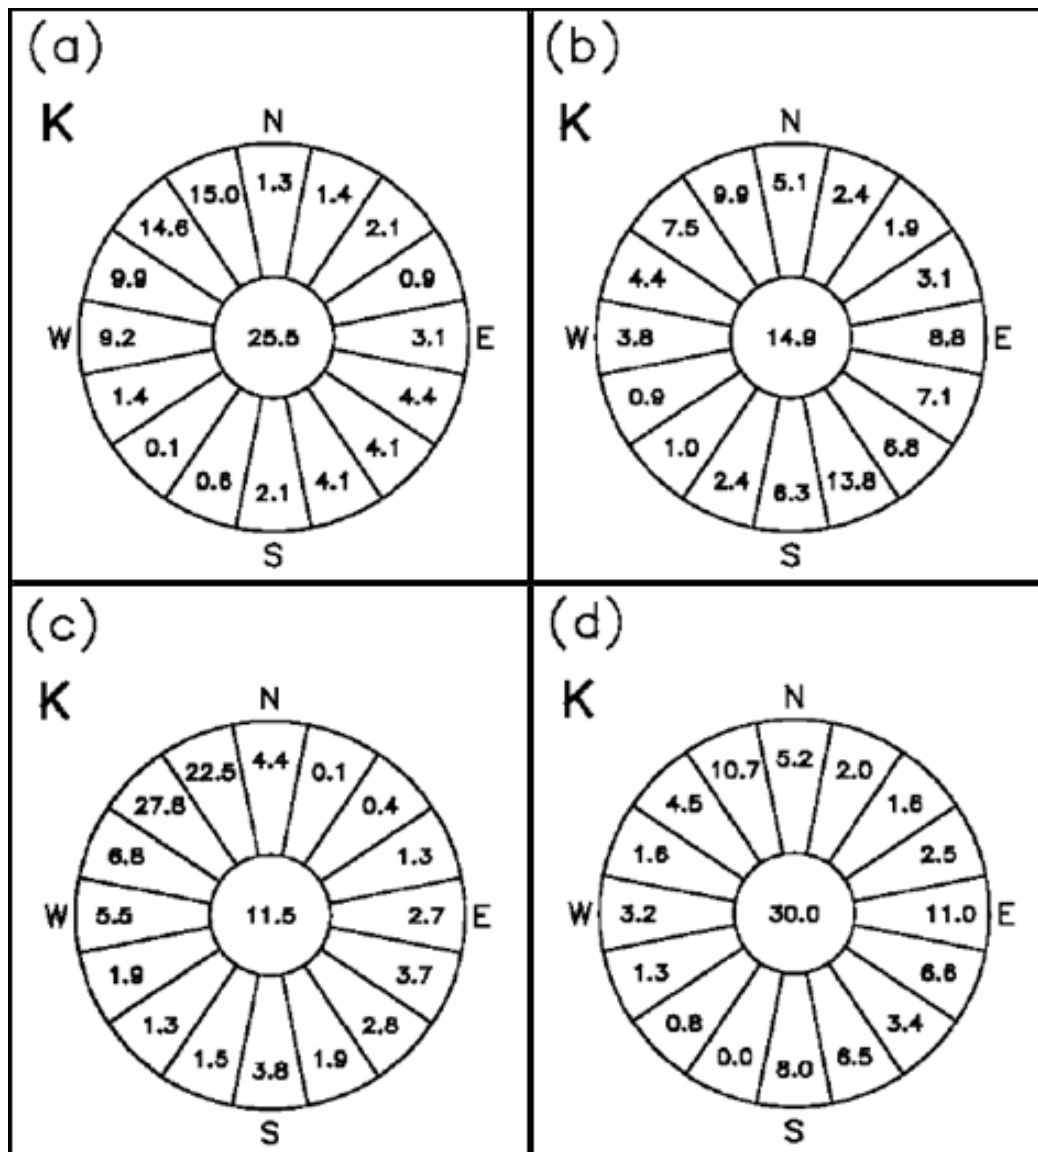 (a)
K
N
15.0 1.3 1.4
14.6 2.1
9.9 0.9
W 9.2 25.5 3.1 E
1.4 4.4
0.1 4.1
0.6 2.1 4.1
S
(b)
K
N
9.9 5.1 2.4
7.5 1.9
4.4 3.1
W 3.8 14.9 8.8 E
0.9 7.1
1.0 6.8
2.4 6.3 13.8
S
(c)
K
N
22.5 4.4 0.1
27.8 0.4
6.8 1.3
W 5.5 11.5 2.7 E
1.9 3.7
1.3 2.8
1.5 3.8 1.9
S
(d)
K
N
10.7 5.2 2.0
4.5 1.6
1.6 2.5
W 3.2 30.0 11.0 E
1.3 6.6
0.8 3.4
0.0 8.0 6.5
S